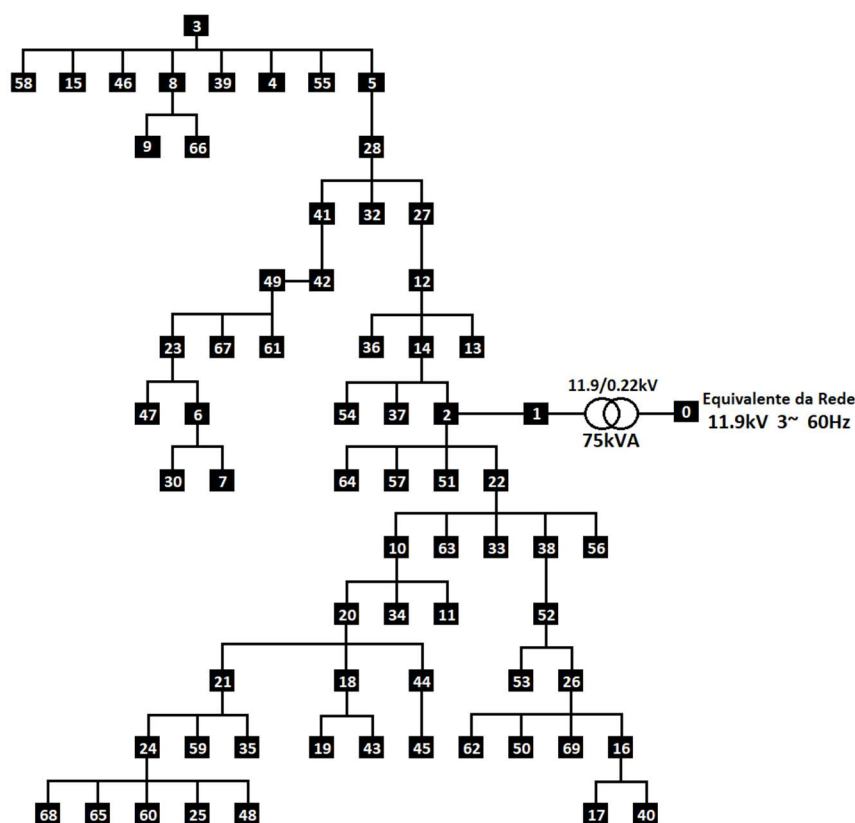 3
58 15 46 8 39 4 55 5
9 66 28
41 32 27
49 42 12
23 67 61 36 14 13
11.9/0.22kV
47 6 54 37 2 1 0 Equivalente da Rede
11.9kV 3~ 60Hz
75kVA
30 7 64 57 51 22
10 63 33 38 56
20 34 11 52
21 18 44 53 26
24 59 35 19 43 45 62 50 69 16
68 65 60 25 48 17 40